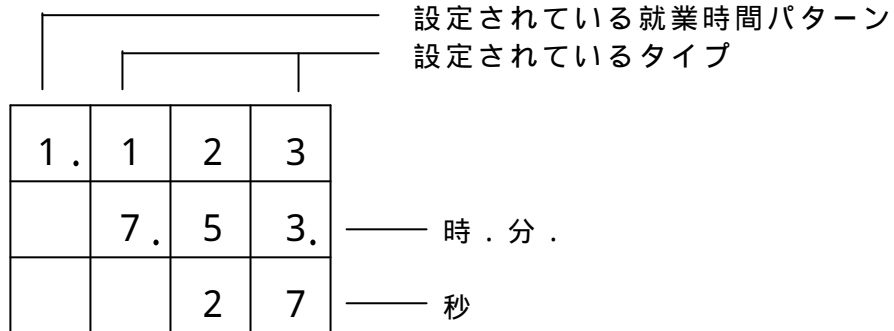 設定されている就業時間パターン
設定されているタイプ
1. 1 2 3
7. 5 3. 時.分.
2 7 秒